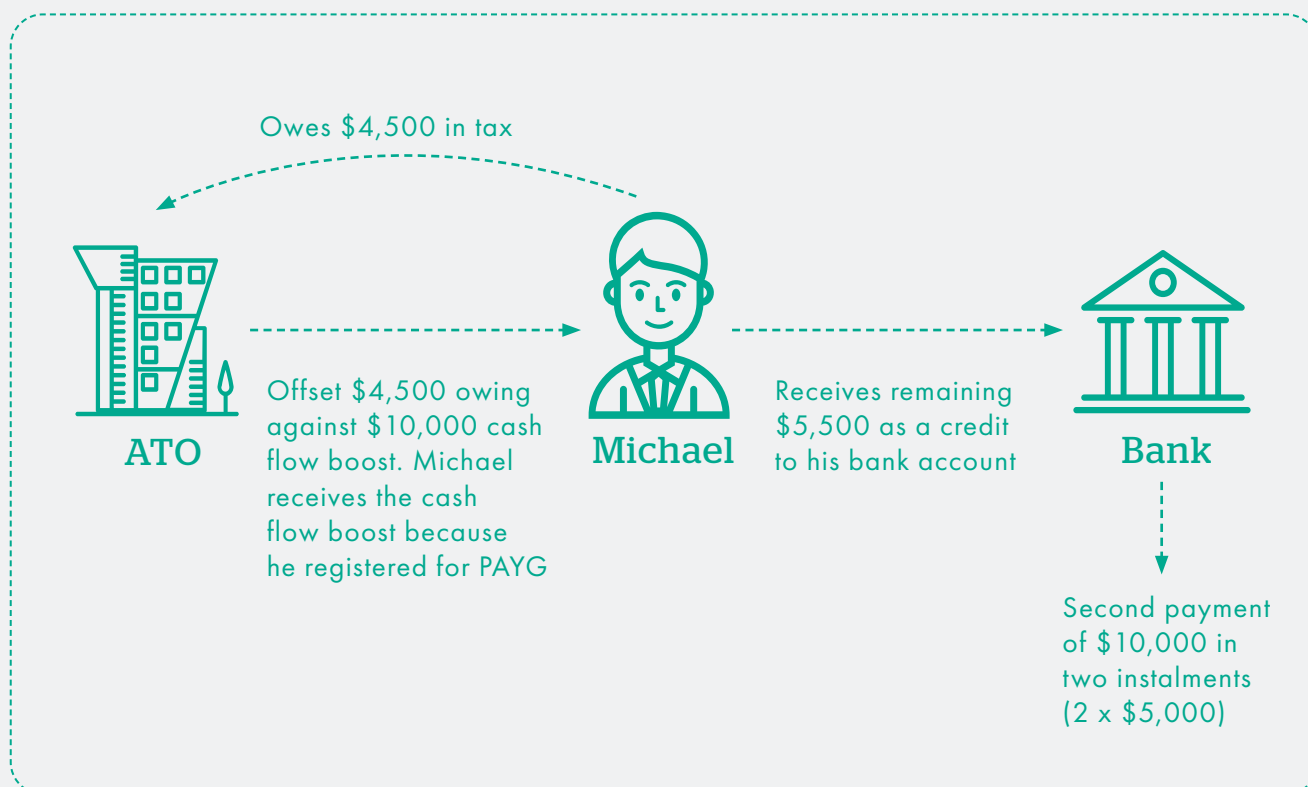 Owes $4,500 in tax
ATO
Offset $4,500 owing
against $10,000 cash
flow boost. Michael
receives the cash
flow boost because
he registered for PAYG
Michael
Receives remaining
$5,500 as a credit
to his bank account
Bank
Second payment
of $10,000 in
two instalments
(2 x $5,000)